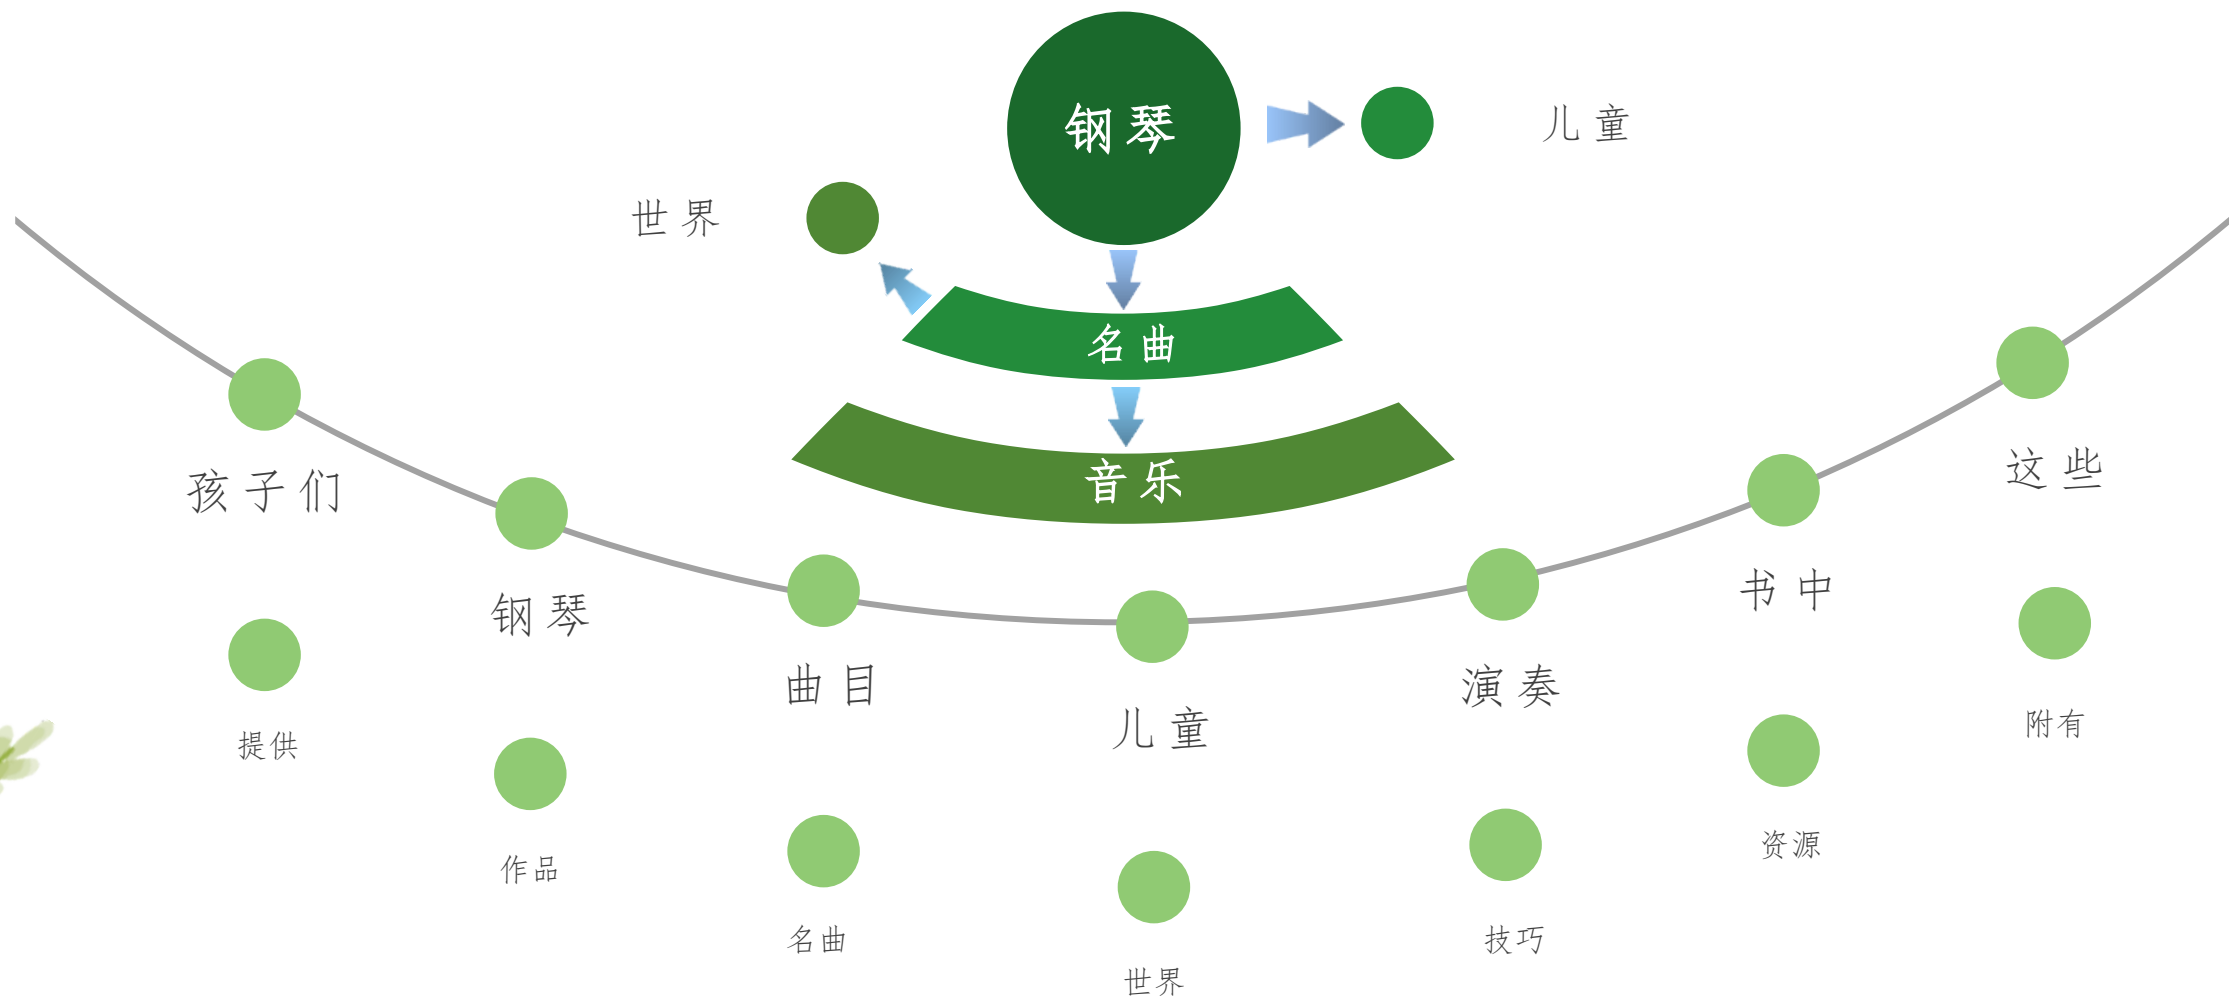 钢琴
儿童
世界
名曲
音乐
孩子们
钢琴
曲目
儿童
演奏
书中
这些
提供
作品
名曲
世界
技巧
资源
附有